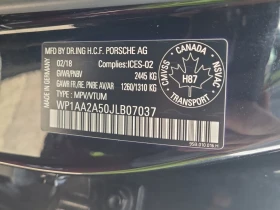 MFD BY DR.ING H.C.F. PORSCHE AG
MADE IN GERMANY
02/18 Complies:ICES-02
GVWR/PNBV 2445 KG
GAWR FR./RE. PNBE AV/AR 1260/1310 KG
TYPE : MPV/VTUM
WP1AA2A50JLB07037
CANADA
NSVAC
H87
CMVSS
TRANSPORT